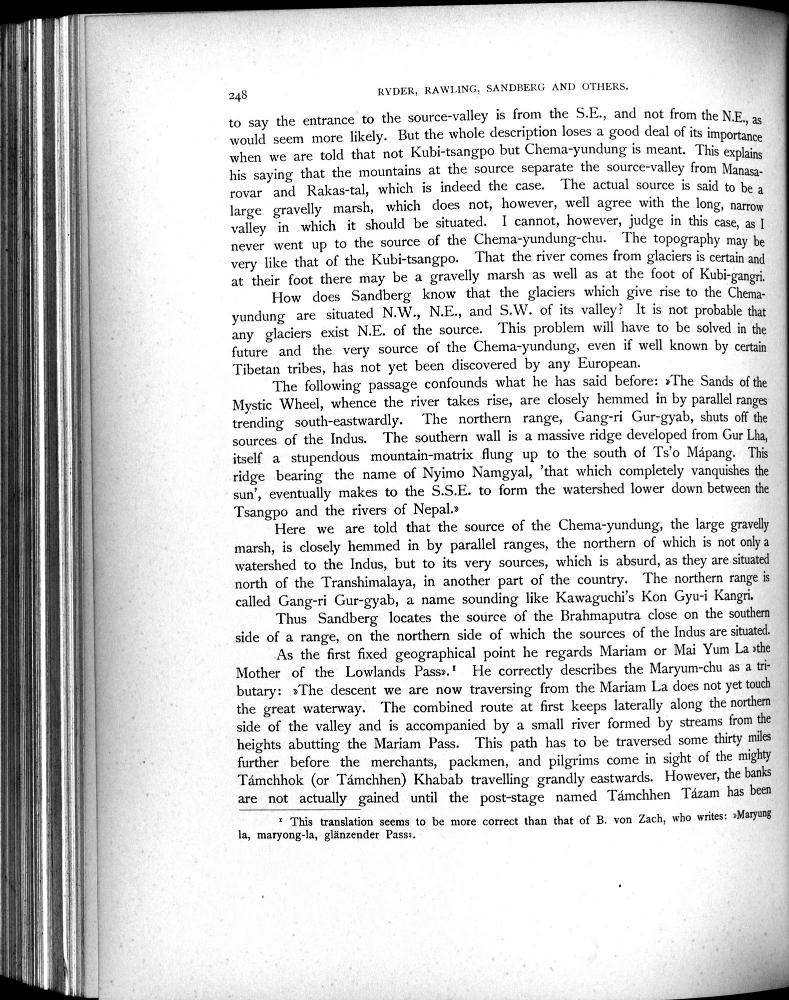 248
RYDER, RAWLING, SANDBERG AND OTHERS.
to say the entrance to the source-valley is from the S.E., and not from the N.E., as
would seem more likely. But the whole description loses a good deal of its importance
when we are told that not Kubi-tsangpo but Chema-yundung is meant. This explains
his saying that the mountains at the source separate the source-valley from Manasa-
rovar and Rakas-tal, which is indeed the case. The actual source is said to be a
large gravelly marsh, which does not, however, well agree with the long, narrow
valley in which it should be situated. I cannot, however, judge in this case, as I
never went up to the source of the Chema-yundung-chu. The topography may be
very like that of the Kubi-tsangpo. That the river comes from glaciers is certain and
at their foot there may be a gravelly marsh as well as at the foot of Kubi-gangri.
How does Sandberg know that the glaciers which give rise to the Chema-
yundung are situated N.W., N.E., and S.W. of its valley? It is not probable that
any glaciers exist N.E. of the source. This problem will have to be solved in the
future and the very source of the Chema-yundung, even if well known by certain
Tibetan tribes, has not yet been discovered by any European.
The following passage confounds what he has said before: »The Sands of the
Mystic Wheel, whence the river takes rise, are closely hemmed in by parallel ranges
trending south-eastwardly. The northern range, Gang-ri Gur-gyab, shuts off the
sources of the Indus. The southern wall is a massive ridge developed from Gur Lha,
itself a stupendous mountain-matrix flung up to the south of Ts'o Mápang. This
ridge bearing the name of Nyimo Namgyal, 'that which completely vanquishes the
sun', eventually makes to the S.S.E. to form the watershed lower down between the
Tsangpo and the rivers of Nepal.»
Here we are told that the source of the Chema-yundung, the large gravelly
marsh, is closely hemmed in by parallel ranges, the northern of which is not only a
watershed to the Indus, but to its very sources, which is absurd, as they are situated
north of the Transhimalaya, in another part of the country. The northern range is
called Gang-ri Gur-gyab, a name sounding like Kawaguchi's Kon Gyu-i Kangri.
Thus Sandberg locates the source of the Brahmaputra close on the southern
side of a range, on the northern side of which the sources of the Indus are situated.
As the first fixed geographical point he regards Mariam or Mai Yum La »the
Mother of the Lowlands Pass».¹ He correctly describes the Maryum-chu as a tri-
butary: »The descent we are now traversing from the Mariam La does not yet touch
the great waterway. The combined route at first keeps laterally along the northern
side of the valley and is accompanied by a small river formed by streams from the
heights abutting the Mariam Pass. This path has to be traversed some thirty miles
further before the merchants, packmen, and pilgrims come in sight of the mighty
Támchhok (or Támchhen) Khabab travelling grandly eastwards. However, the banks
are not actually gained until the post-stage named Támchhen Tázam has been
¹ This translation seems to be more correct than that of B. von Zach, who writes: »Maryung
la, maryong-la, glänzender Pass».